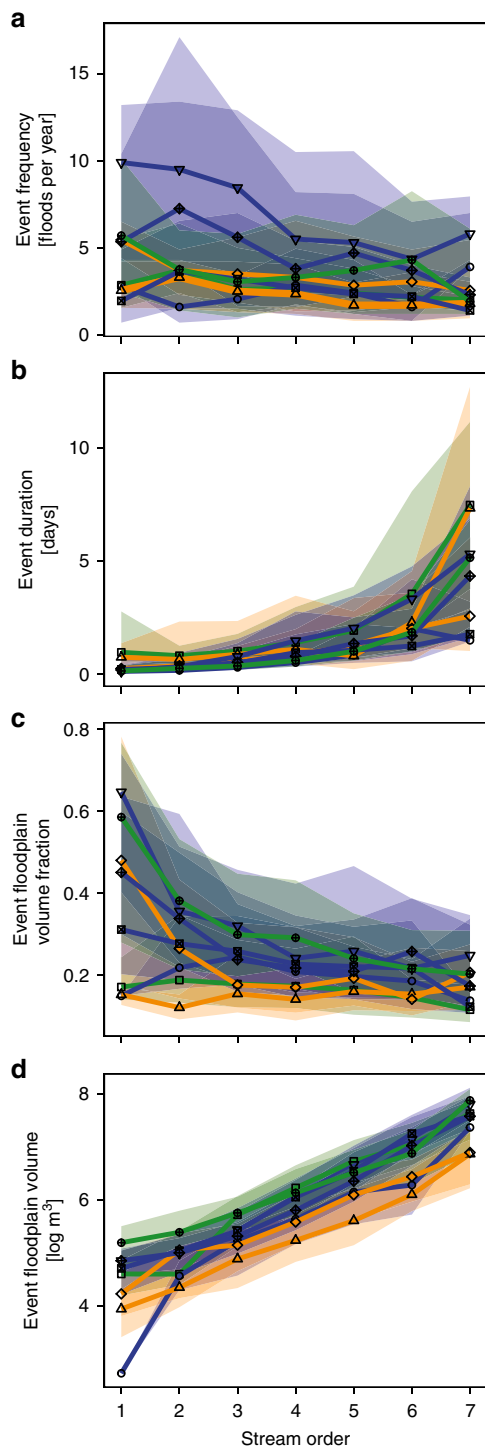 a
Event frequency
[floods per year]
15
10
5
0
b
Event duration
[days]
10
5
0
c
Event floodplain
volume fraction
0.8
0.6
0.4
0.2
d
Event floodplain volume
[log m³]
8
6
4
1 2 3 4 5 6 7
Stream order